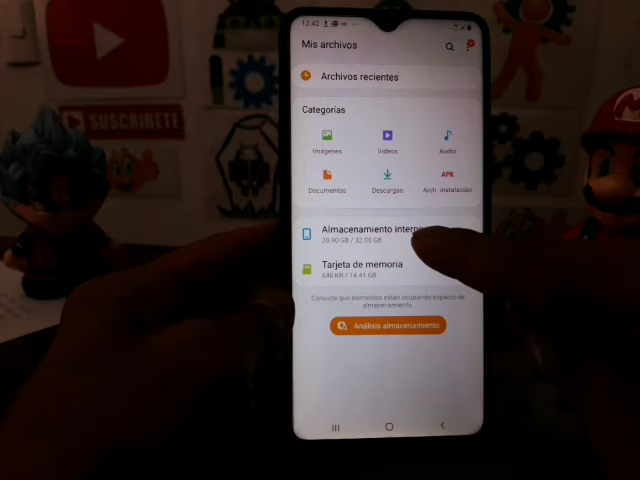 12:42
Mis archivos
Archivos recientes
Categorías
Imágenes
Videos
Audio
APK
Documentos
Descargas
Arch. instalación
SUSCRIBETE
Almacenamiento interno
20.90 GB / 32.00 GB
Tarjeta de memoria
640 KB / 14.41 GB
Consulte qué elementos están ocupando espacio de
almacenamiento.
Análisis almacenamiento